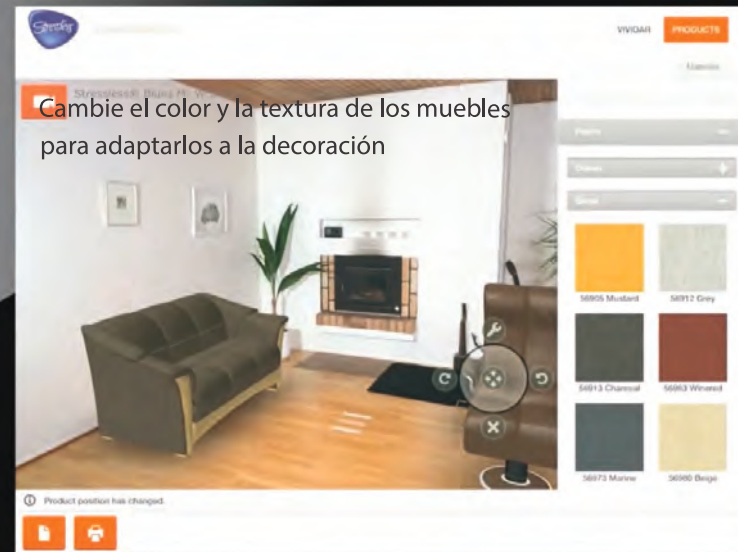 VIVIDAR
PRODUCTS
Cambie el color y la textura de los muebles
para adaptarlos a la decoración
56905 Mustard
56912 Grey
56913 Charcoal
56963 Winered
56973 Marine
56980 Beige
Product position has changed.